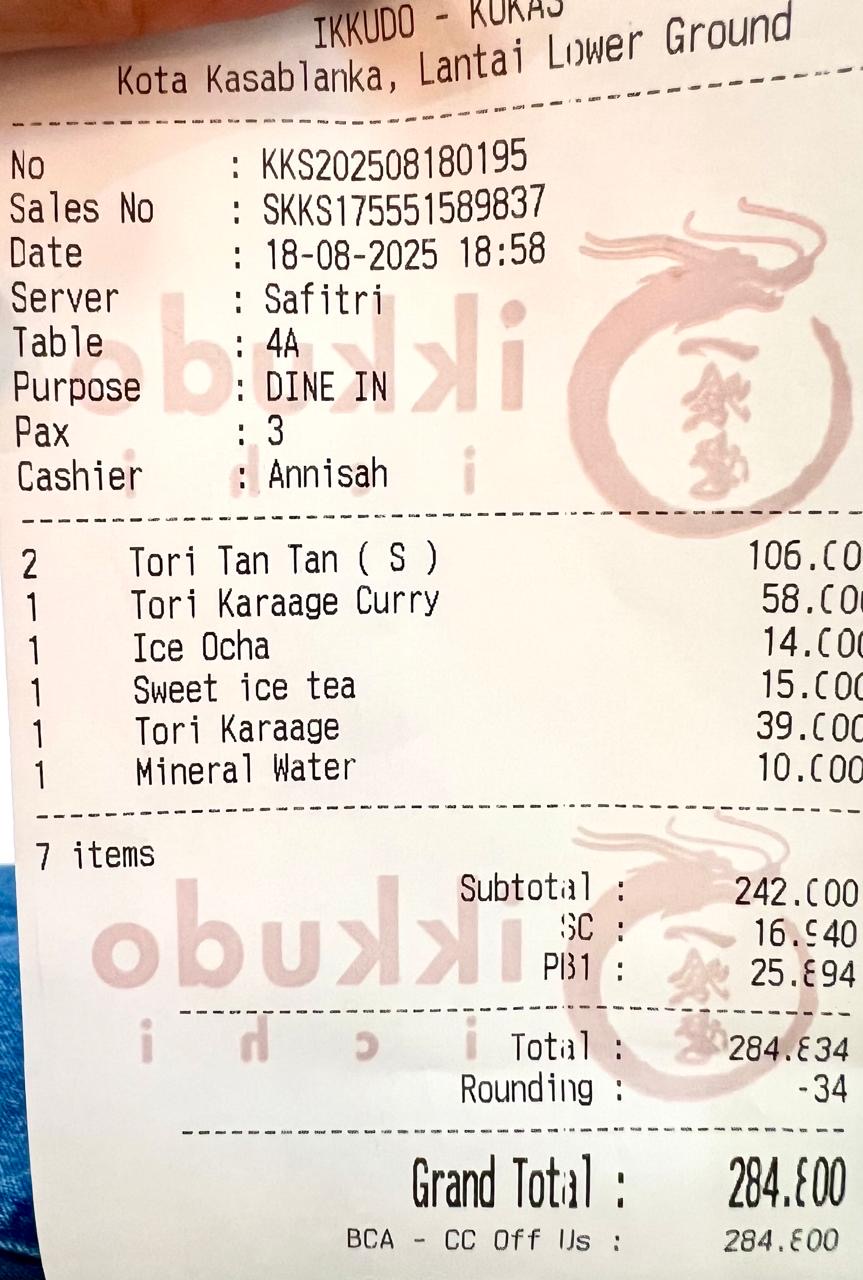 IKKUDO - KOKAS
Kota Kasablanka, Lantai Lower Ground
No : KKS202508180195
Sales No : SKKS175551589837
Date : 18-08-2025 18:58
Server : Safitri
Table : 4A
Purpose : DINE IN
Pax : 3
Cashier : Annisah
2 Tori Tan Tan ( S ) 106.000
1 Tori Karaage Curry 58.000
1 Ice Ocha 14.000
1 Sweet ice tea 15.000
1 Tori Karaage 39.000
1 Mineral Water 10.000
7 items
Subtotal : 242.000
SC : 16.940
PB1 : 25.894
Total : 284.834
Rounding : -34
Grand Total : 284.800
BCA - CC Off Us : 284.800
ikkudo
ichi
ikkudo
ichi